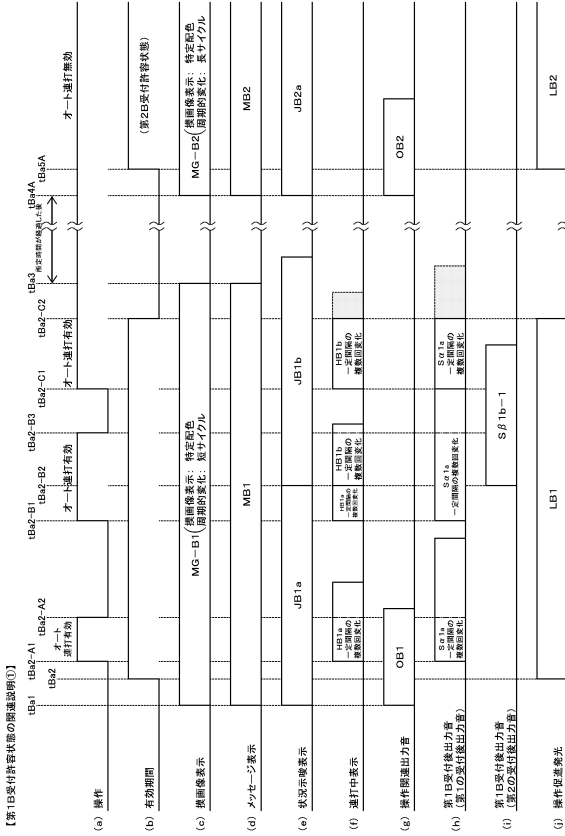 【第1B受付許容状態の関連説明①】
tBa1
tBa2
tBa2-A1
tBa2-A2
tBa2-B1
tBa2-B2
tBa2-B3
tBa2-C1
tBa2-C2
tBa3
所定時間が経過した後
tBa4A
tBa5A
(a) 操作
オート
連打有効
オート連打有効
オート連打有効
オート連打無効
(b) 有効期間
(第2B受付許容状態)
(c) 摸画像表示
MG-B1(摸画像表示: 特定配色
周期的変化: 短サイクル
MG-B2(摸画像表示: 特定配色
周期的変化: 長サイクル
(d) メッセージ表示
MB1
MB2
(e) 状況示唆表示
JB1a
JB1b
JB2a
(f) 連打中表示
HB1a
一定間隔の
複数回変化
HB1a
一定間隔の
複数回変化
HB1b
一定間隔の
複数回変化
HB1b
一定間隔の
複数回変化
(g) 操作関連出力音
OB1
OB2
(h) 第1B受付後出力音
(第1の受付後出力音)
Sα1a
一定間隔の
複数回変化
Sα1a
一定間隔の複数回変化
Sα1a
一定間隔の
複数回変化
(i) 第1B受付後出力音
(第2の受付後出力音)
Sβ1b-1
(j) 操作促進発光
LB1
LB2